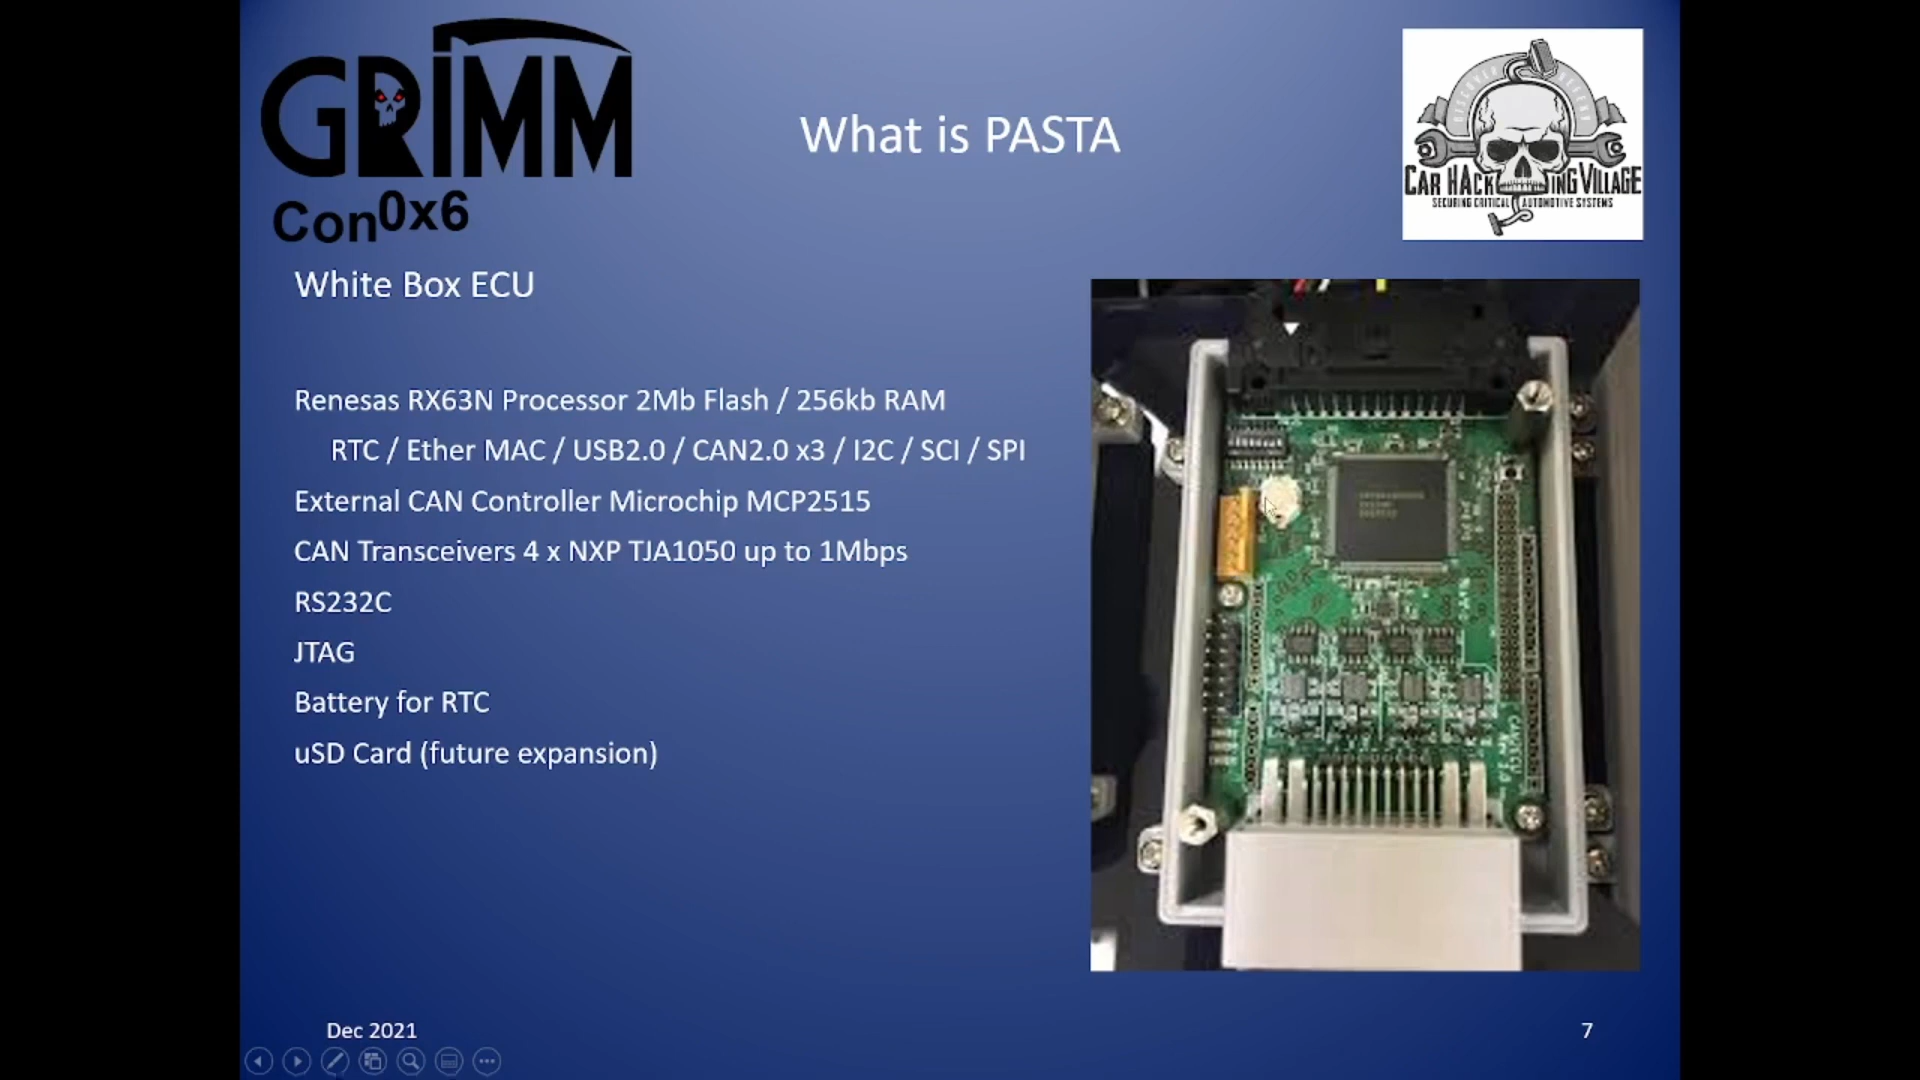 GRIMM
Con0x6
What is PASTA
DISCOVER
CAR HACKING VILLAGE
SECURING CRITICAL AUTOMOTIVE SYSTEMS
White Box ECU
Renesas RX63N Processor 2Mb Flash / 256kb RAM
RTC / Ether MAC / USB2.0 / CAN2.0 x3 / I2C / SCI / SPI
External CAN Controller Microchip MCP2515
CAN Transceivers 4 x NXP TJA1050 up to 1Mbps
RS232C
JTAG
Battery for RTC
uSD Card (future expansion)
Dec 2021
7